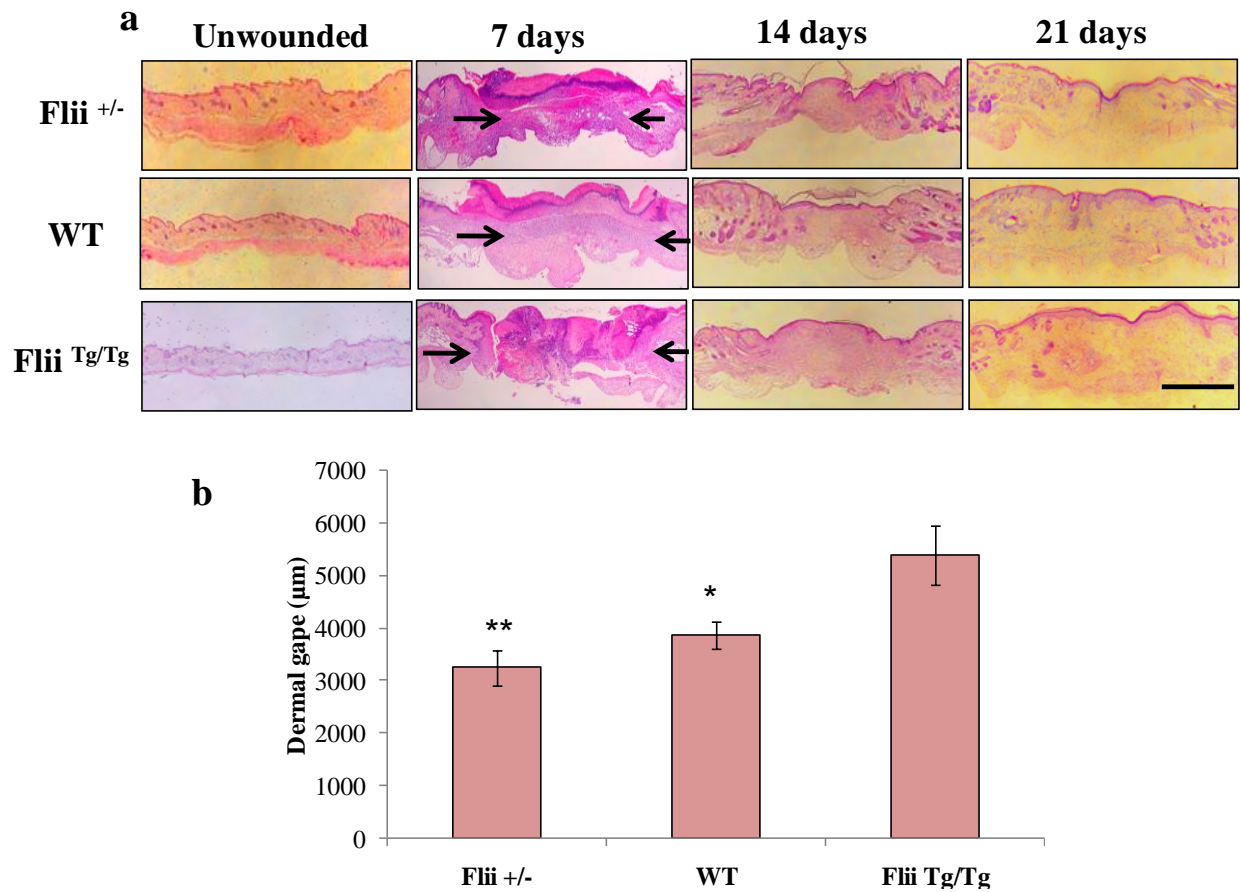 a
Unwounded 7 days 14 days 21 days
Flii +/-
WT
Flii Tg/Tg
b
7000
6000
5000
4000
3000
2000
1000
0
Dermal gape (µm)
**
*
Flii +/- WT Flii Tg/Tg